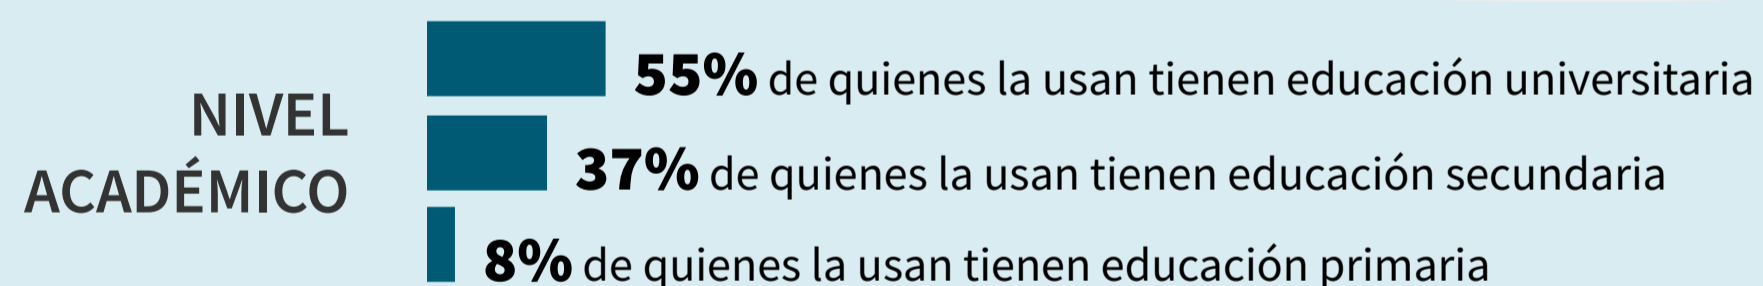 NIVEL
ACADÉMICO
55% de quienes la usan tienen educación universitaria
37% de quienes la usan tienen educación secundaria
8% de quienes la usan tienen educación primaria